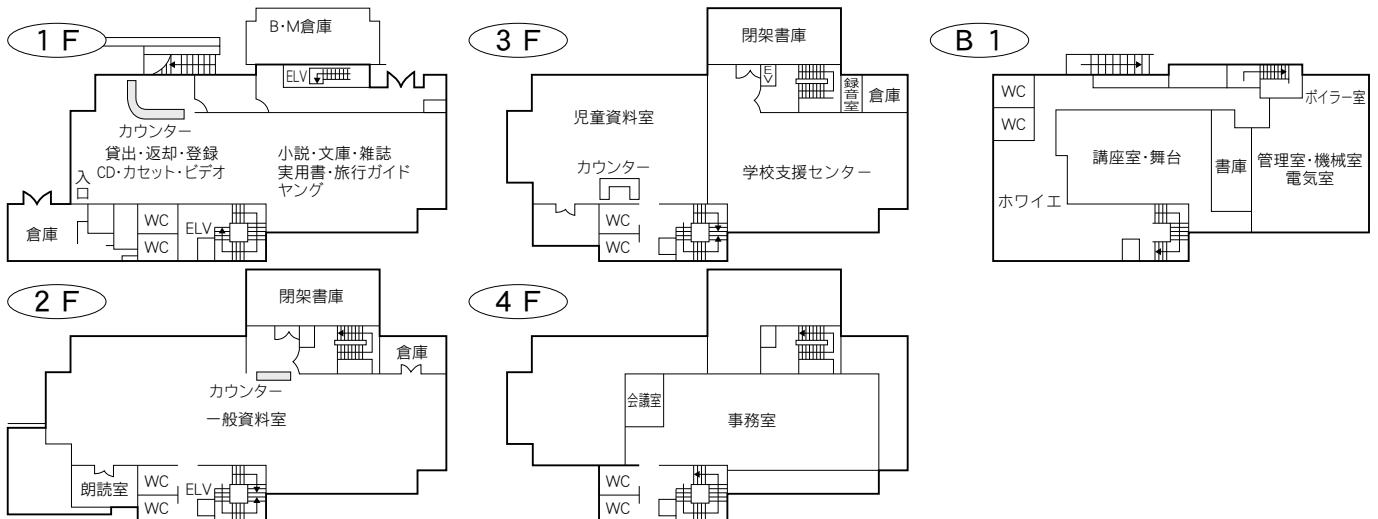 1 F
B・M倉庫
ELV
カウンター
貸出・返却・登録
CD・カセット・ビデオ
小説・文庫・雑誌
実用書・旅行ガイド
ヤング
入口
倉庫
WC
WC
ELV
3 F
閉架書庫
EV
録音室
倉庫
児童資料室
カウンター
学校支援センター
WC
WC
B 1
WC
WC
ボイラー室
講座室・舞台
書庫
管理室・機械室
電気室
ホワイエ
2 F
閉架書庫
倉庫
カウンター
一般資料室
朗読室
WC
WC
ELV
4 F
会議室
事務室
WC
WC